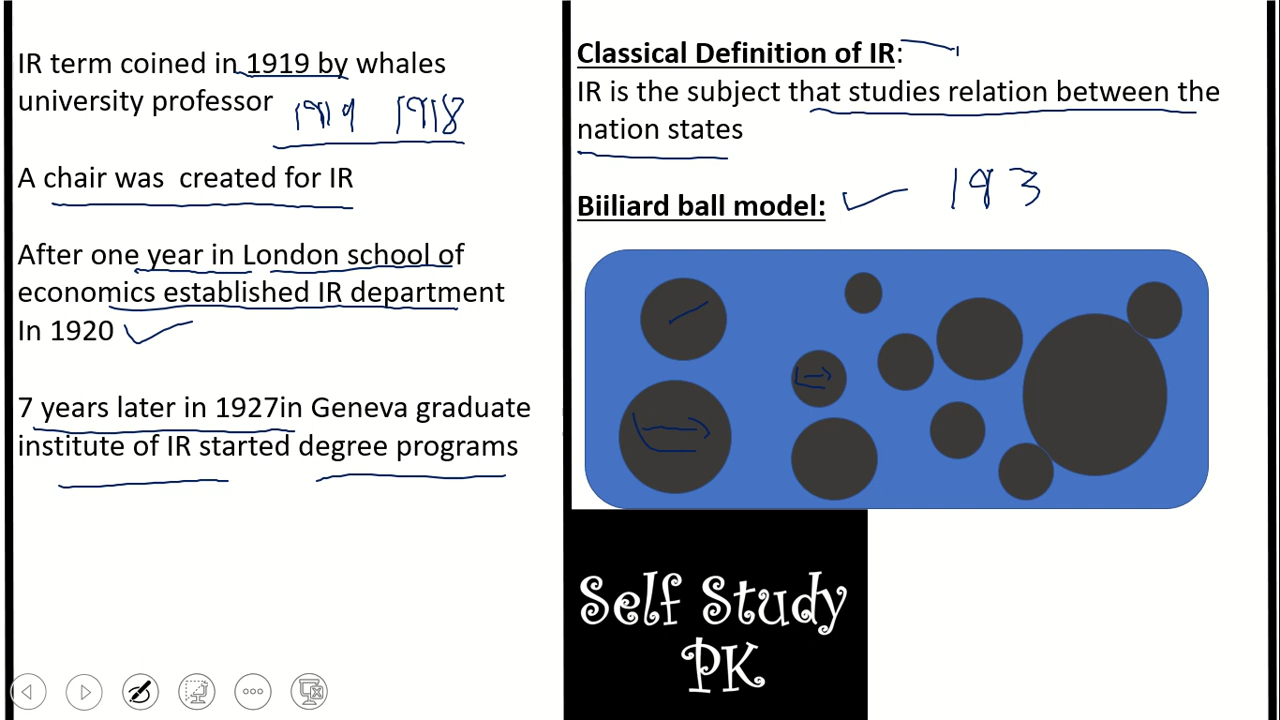 IR term coined in 1919 by whales
university professor
1919 1918
A chair was created for IR
After one year in London school of
economics established IR department
In 1920
7 years later in 1927in Geneva graduate
institute of IR started degree programs
Classical Definition of IR:
IR is the subject that studies relation between the
nation states
Biiliard ball model:
193
Self Study
PK